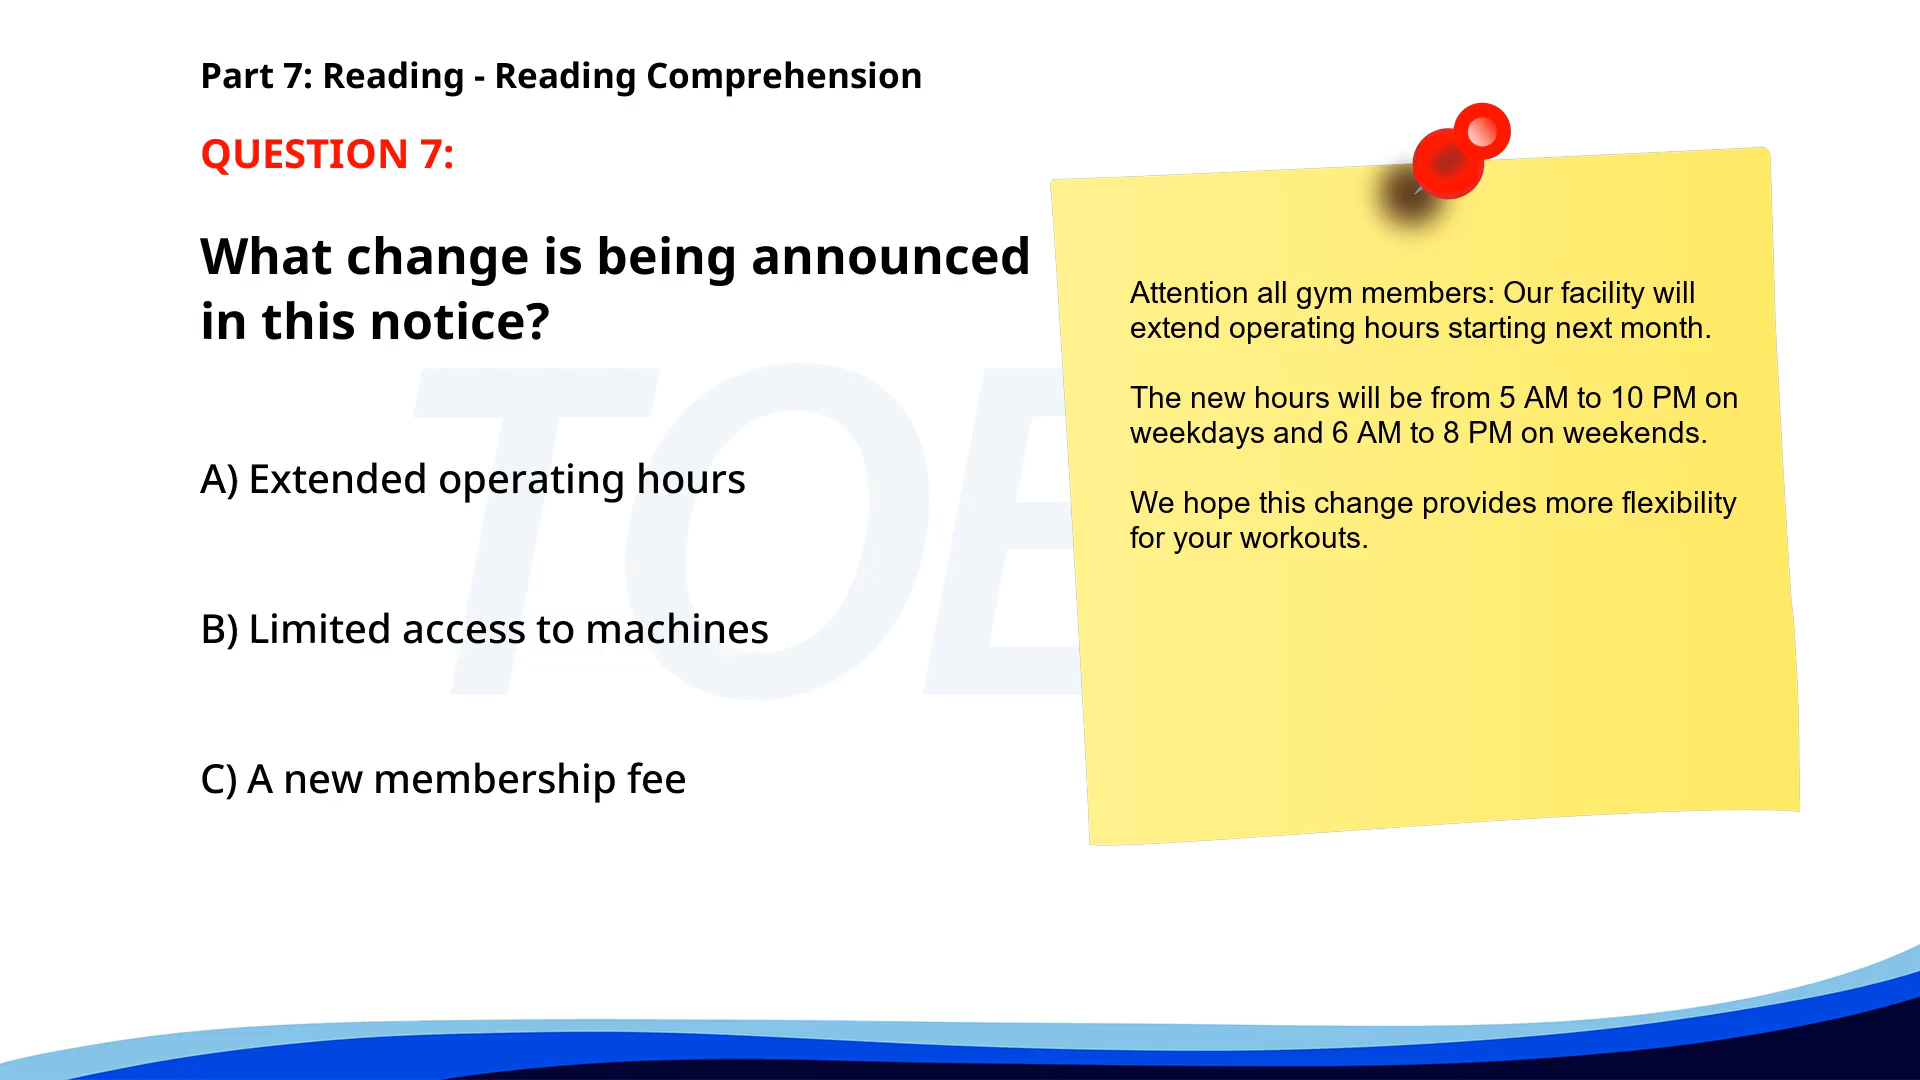 Part 7: Reading - Reading Comprehension
QUESTION 7:
What change is being announced
in this notice?
A) Extended operating hours
B) Limited access to machines
C) A new membership fee
Attention all gym members: Our facility will
extend operating hours starting next month.
The new hours will be from 5 AM to 10 PM on
weekdays and 6 AM to 8 PM on weekends.
We hope this change provides more flexibility
for your workouts.